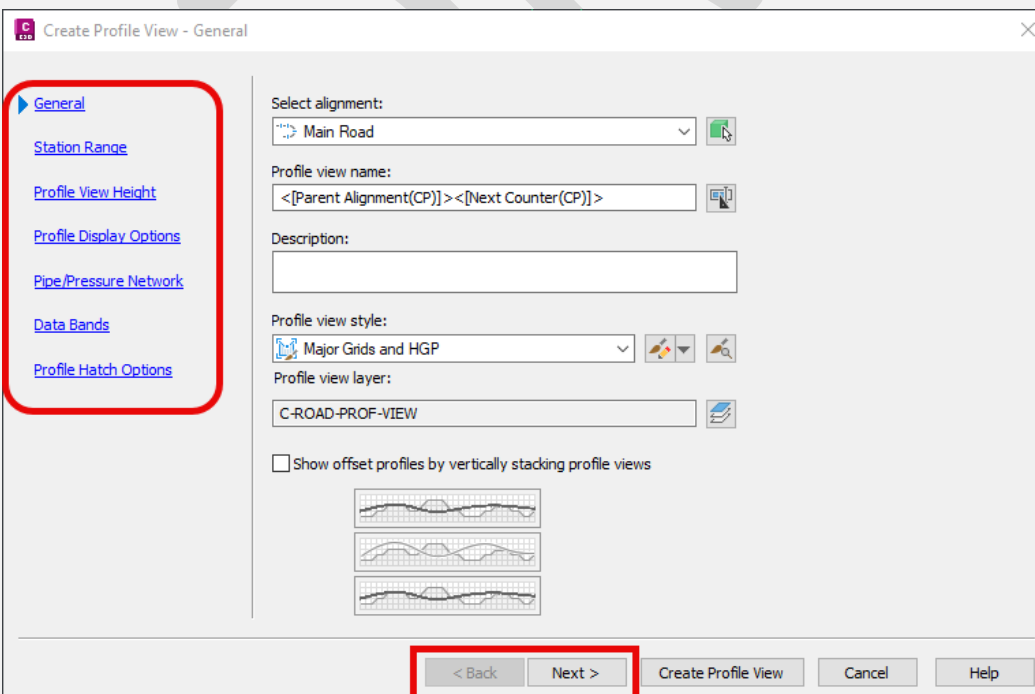 C
C3D
Create Profile View - General
General
Station Range
Profile View Height
Profile Display Options
Pipe/Pressure Network
Data Bands
Profile Hatch Options
Select alignment:
Main Road
Profile view name:
<[Parent Alignment(CP)]><[Next Counter(CP)]>
Description:
Profile view style:
Major Grids and HGP
Profile view layer:
C-ROAD-PROF-VIEW
Show offset profiles by vertically stacking profile views
< Back Next > Create Profile View Cancel Help